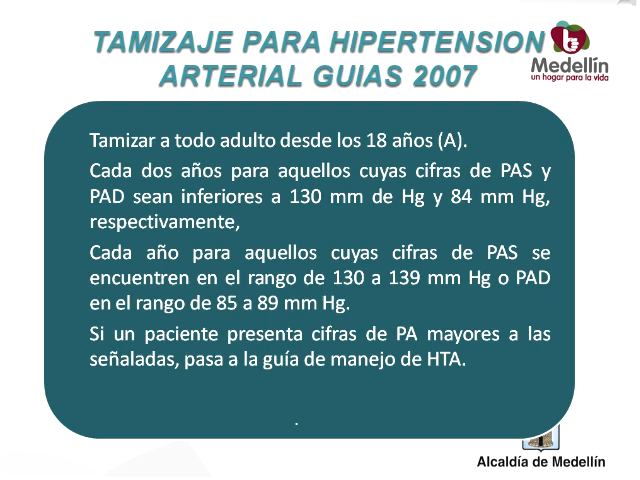 TAMIZAJE PARA HIPERTENSION
ARTERIAL GUIAS 2007
Medellín
un hogar para la vida
Tamizar a todo adulto desde los 18 años (A).
Cada dos años para aquellos cuyas cifras de PAS y
PAD sean inferiores a 130 mm de Hg y 84 mm Hg,
respectivamente,
Cada año para aquellos cuyas cifras de PAS se
encuentren en el rango de 130 a 139 mm Hg o PAD
en el rango de 85 a 89 mm Hg.
Si un paciente presenta cifras de PA mayores a las
señaladas, pasa a la guía de manejo de HTA.
.
Alcaldía de Medellín